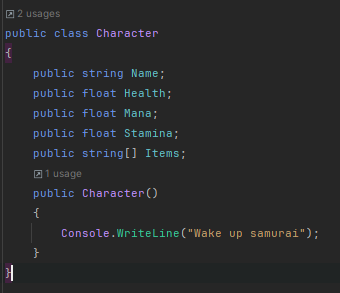 2 usages
public class Character
{
    public string Name;
    public float Health;
    public float Mana;
    public float Stamina;
    public string[] Items;
    1 usage
    public Character()
    {
        Console.WriteLine("Wake up samurai");
    }
}